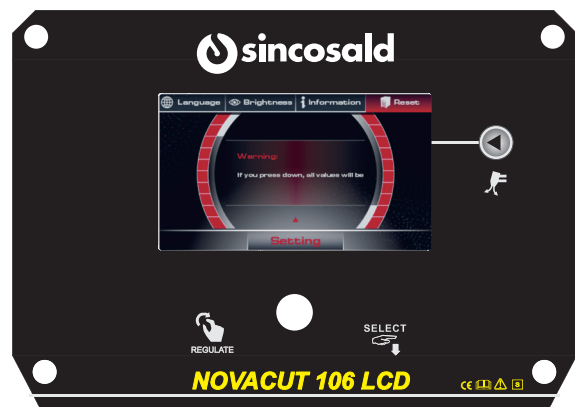 sincosald
Language Brightness Information Reset
Warning:
If you press down, all values will be
Setting
REGULATE
SELECT
NOVACUT 106 LCD
CE S